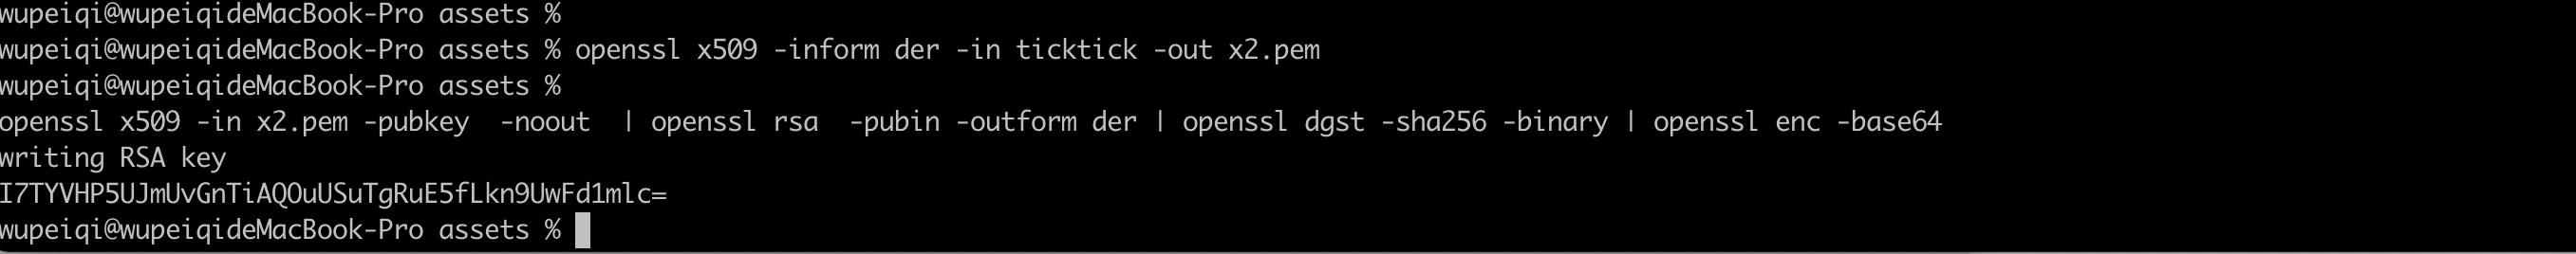 wupeiqi@wupeiqideMacBook-Pro assets %
wupeiqi@wupeiqideMacBook-Pro assets % openssl x509 -inform der -in ticktick -out x2.pem
wupeiqi@wupeiqideMacBook-Pro assets %
openssl x509 -in x2.pem -pubkey  -noout  | openssl rsa  -pubin -outform der | openssl dgst -sha256 -binary | openssl enc -base64
writing RSA key
I7TYVHP5UJmUvGnTiAQOuUSuTgRuE5fLkn9UwFd1mlc=
wupeiqi@wupeiqideMacBook-Pro assets %